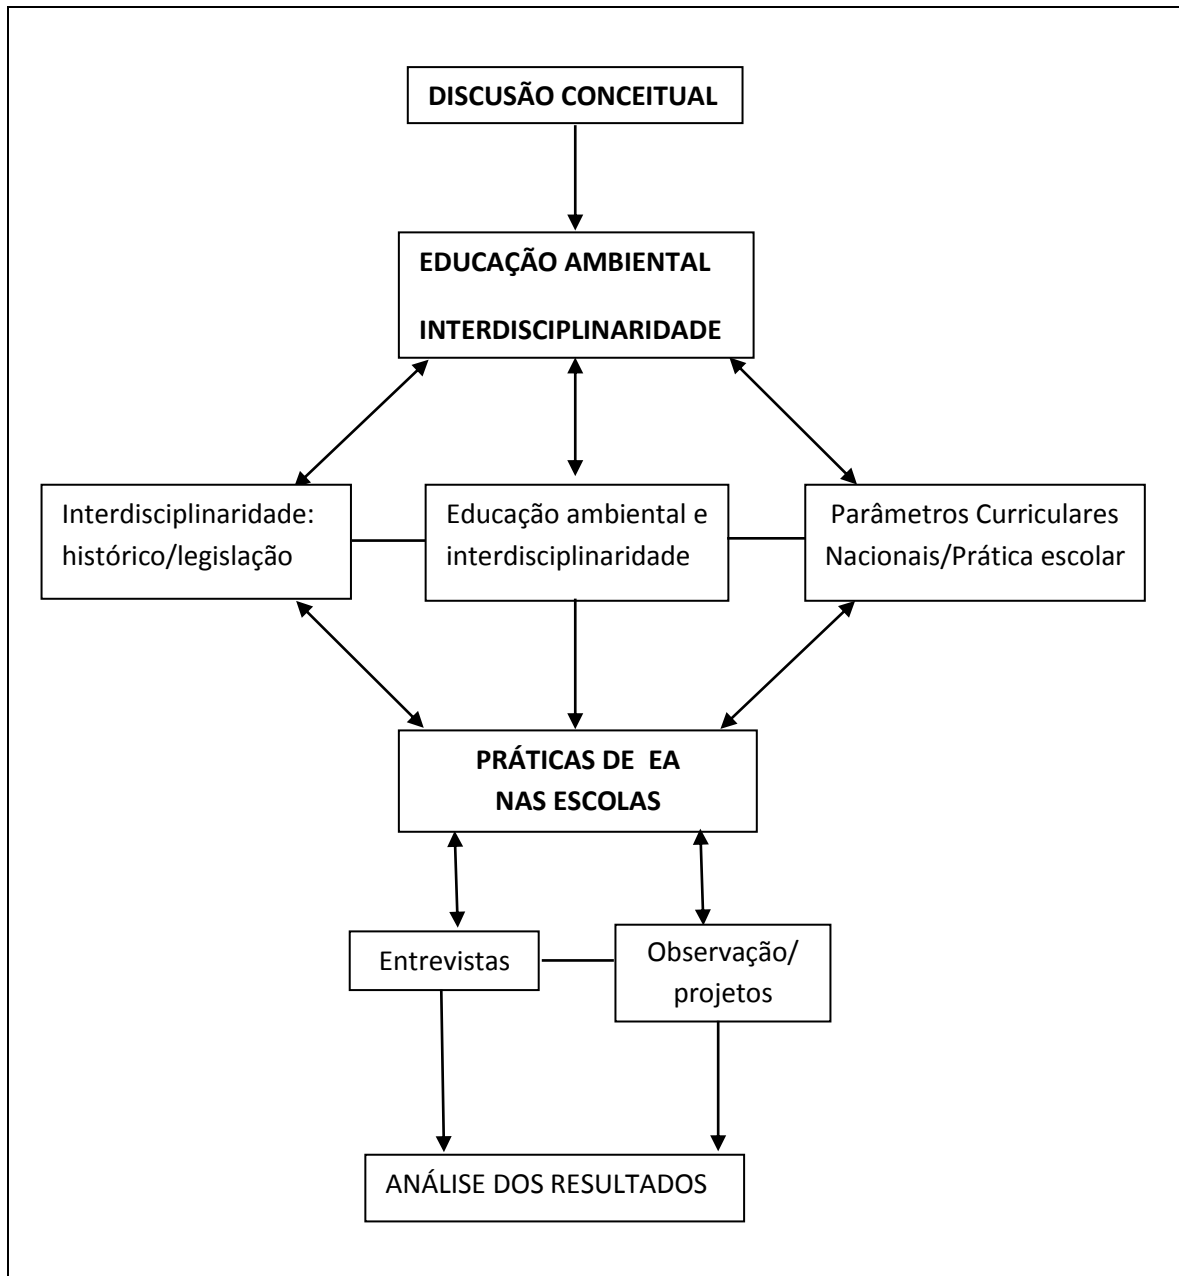 DISCUSÃO CONCEITUAL
EDUCAÇÃO AMBIENTAL
INTERDISCIPLINARIDADE
Interdisciplinaridade:
histórico/legislação
Educação ambiental e
interdisciplinaridade
Parâmetros Curriculares
Nacionais/Prática escolar
PRÁTICAS DE EA
NAS ESCOLAS
Entrevistas
Observação/
projetos
ANÁLISE DOS RESULTADOS